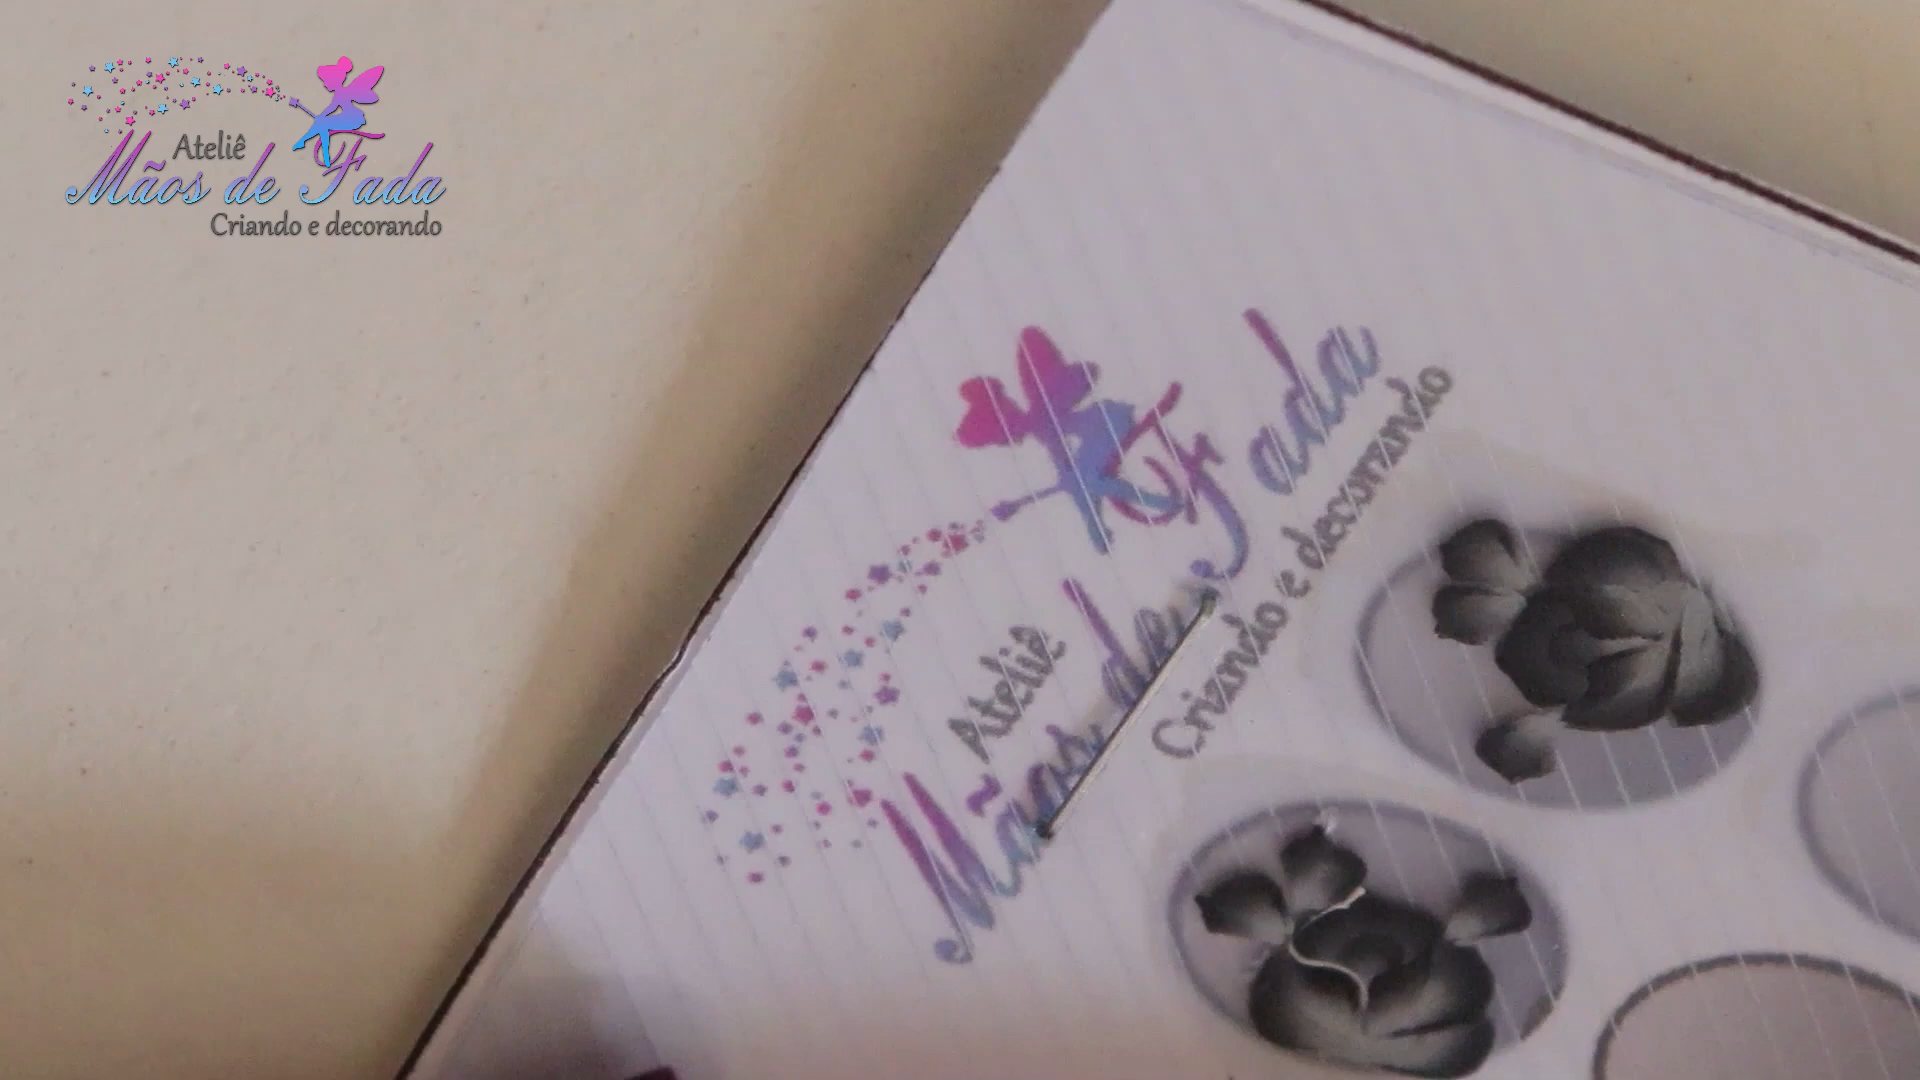 Ateliê
Mãos de Fada
Criando e decorando
Ateliê
Mãos de Fada
Criando e decorando